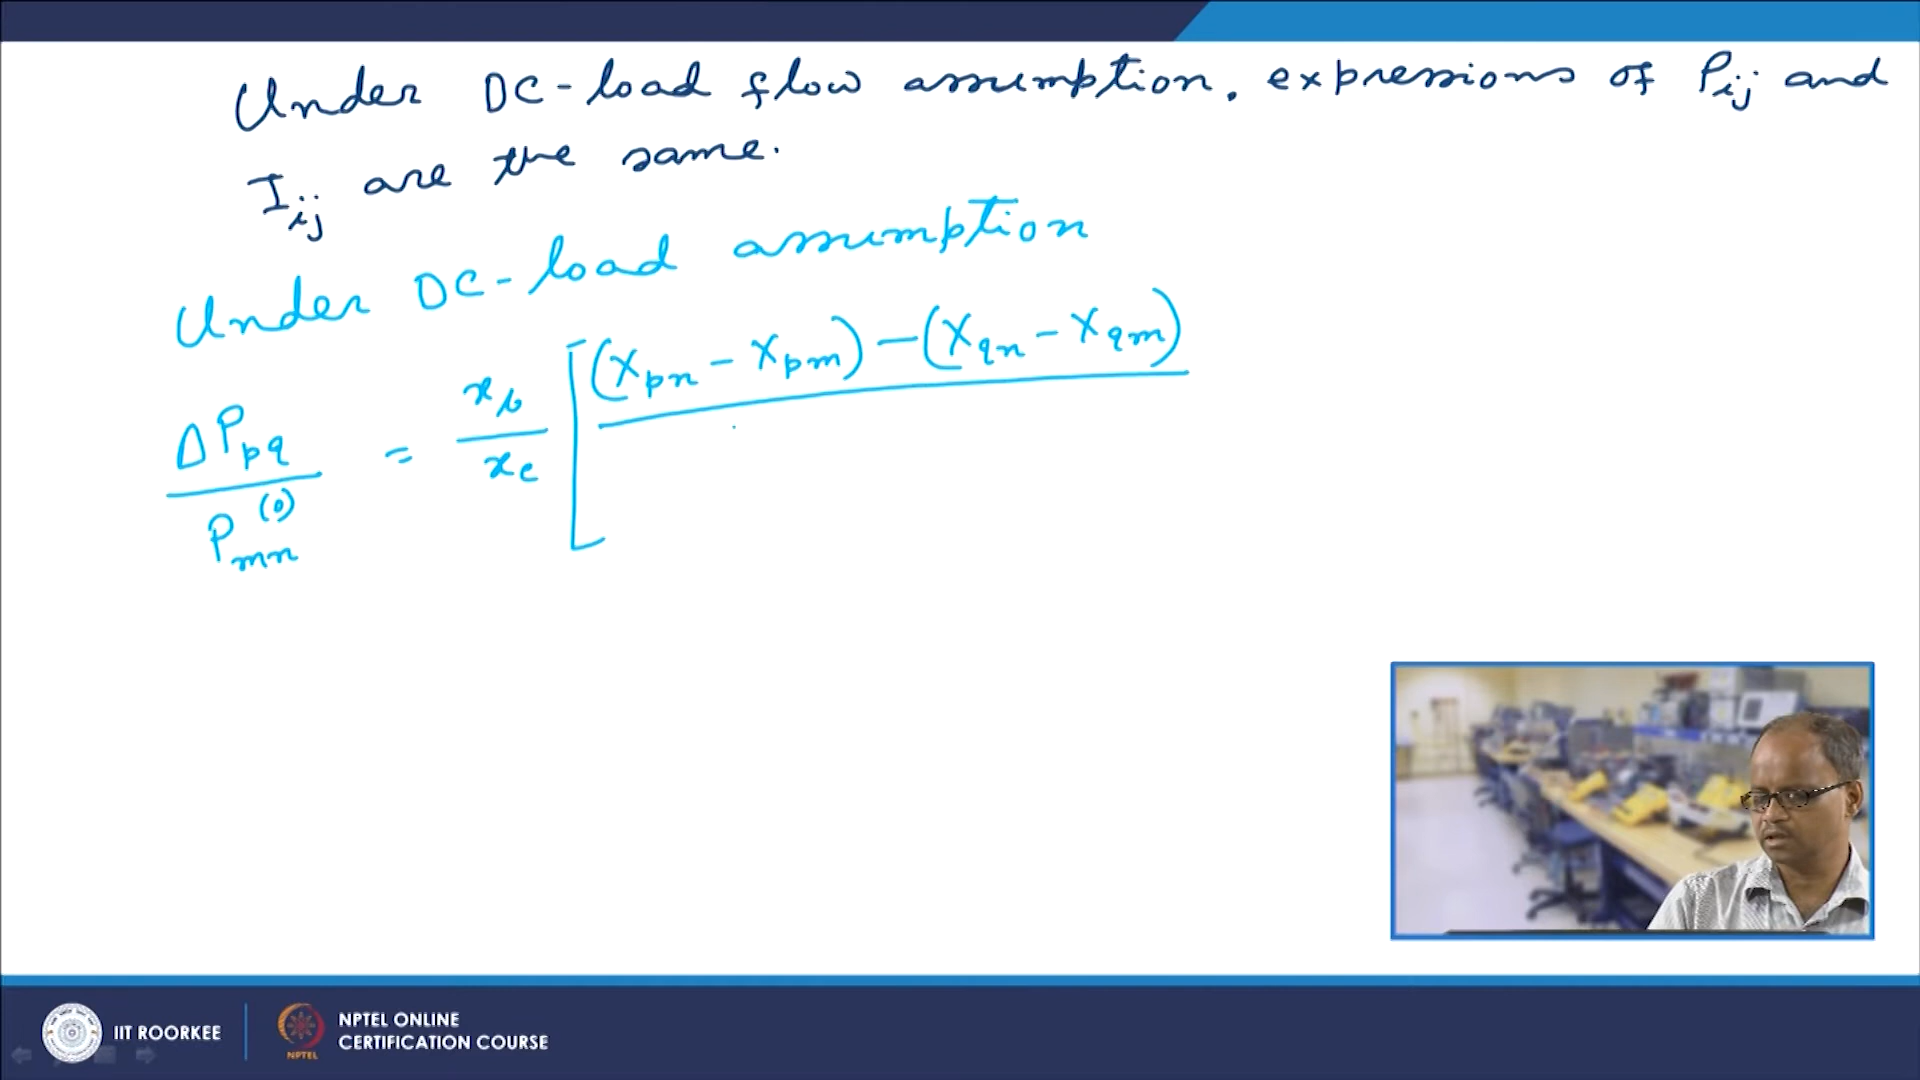 Under DC-load flow assumption, expressions of Pij and
Iij are the same.
Under DC-load assumption
ΔPpq / Pmn^(0) = xb / xc [ (Xpn - Xpm) - (Xqn - Xqm)
IIT ROORKEE
NPTEL
NPTEL ONLINE
CERTIFICATION COURSE